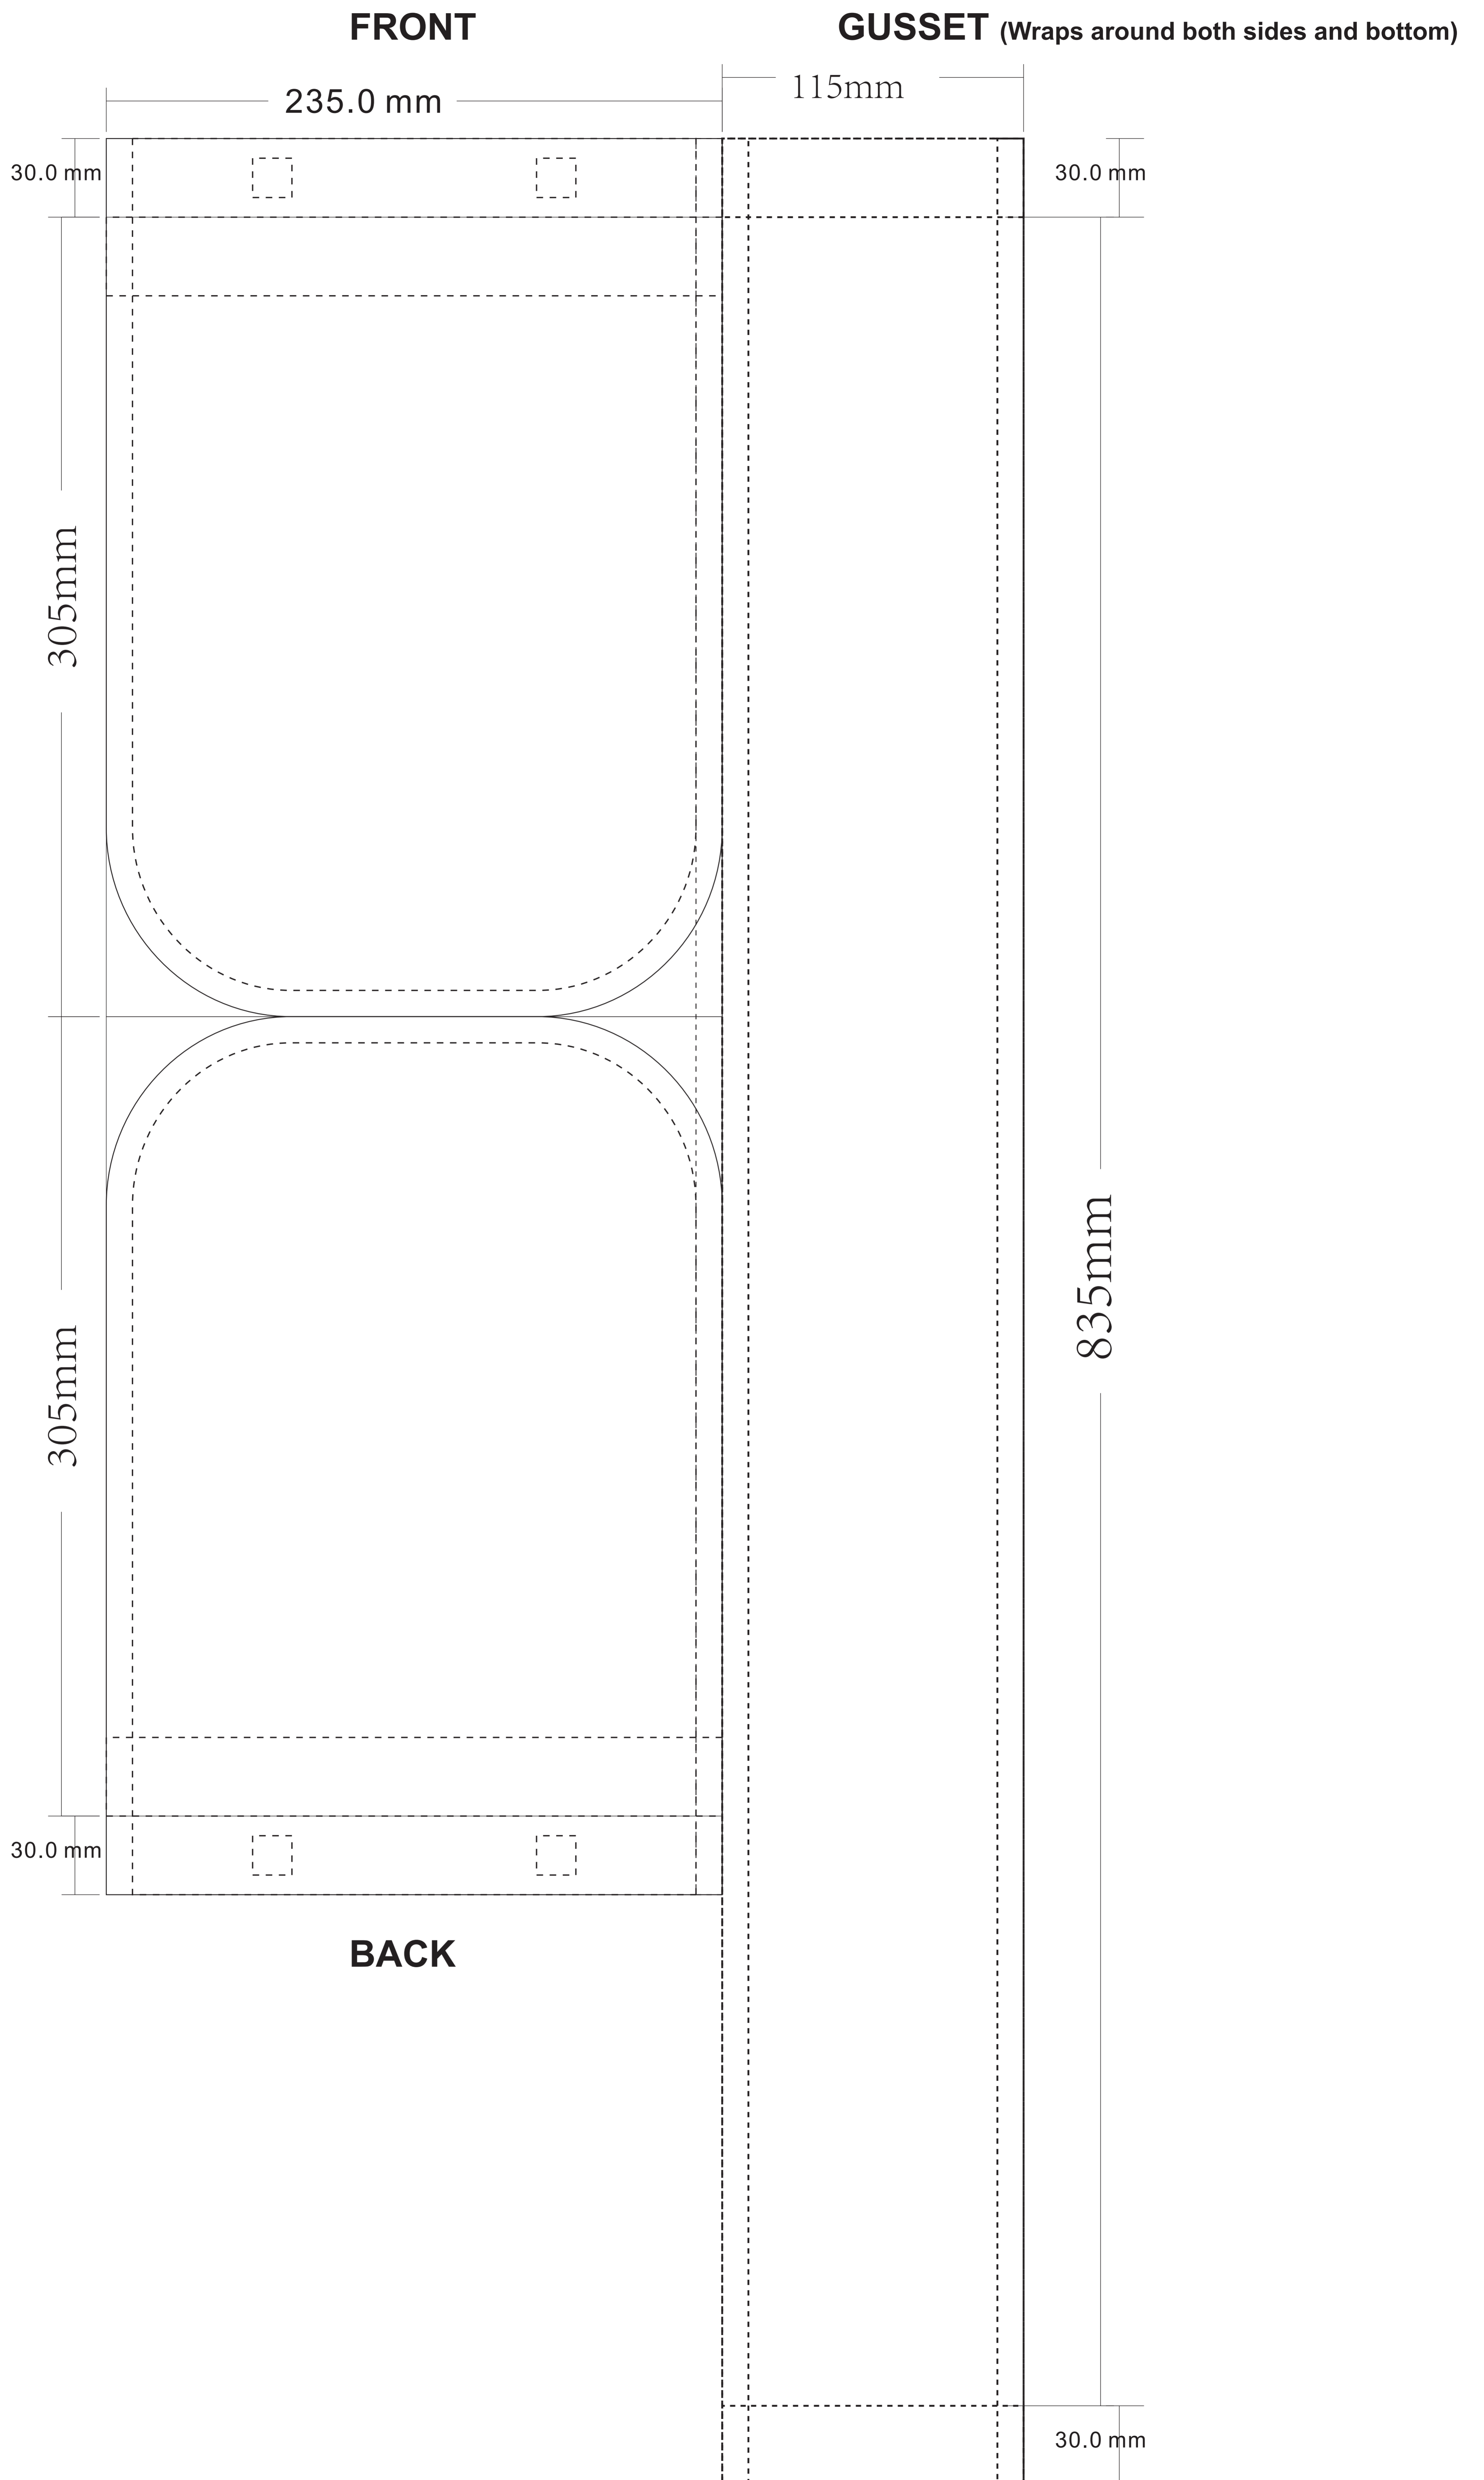 FRONT
GUSSET (Wraps around both sides and bottom)
235.0 mm
115mm
30.0 mm
30.0 mm
305mm
835mm
305mm
30.0 mm
BACK
30.0 mm